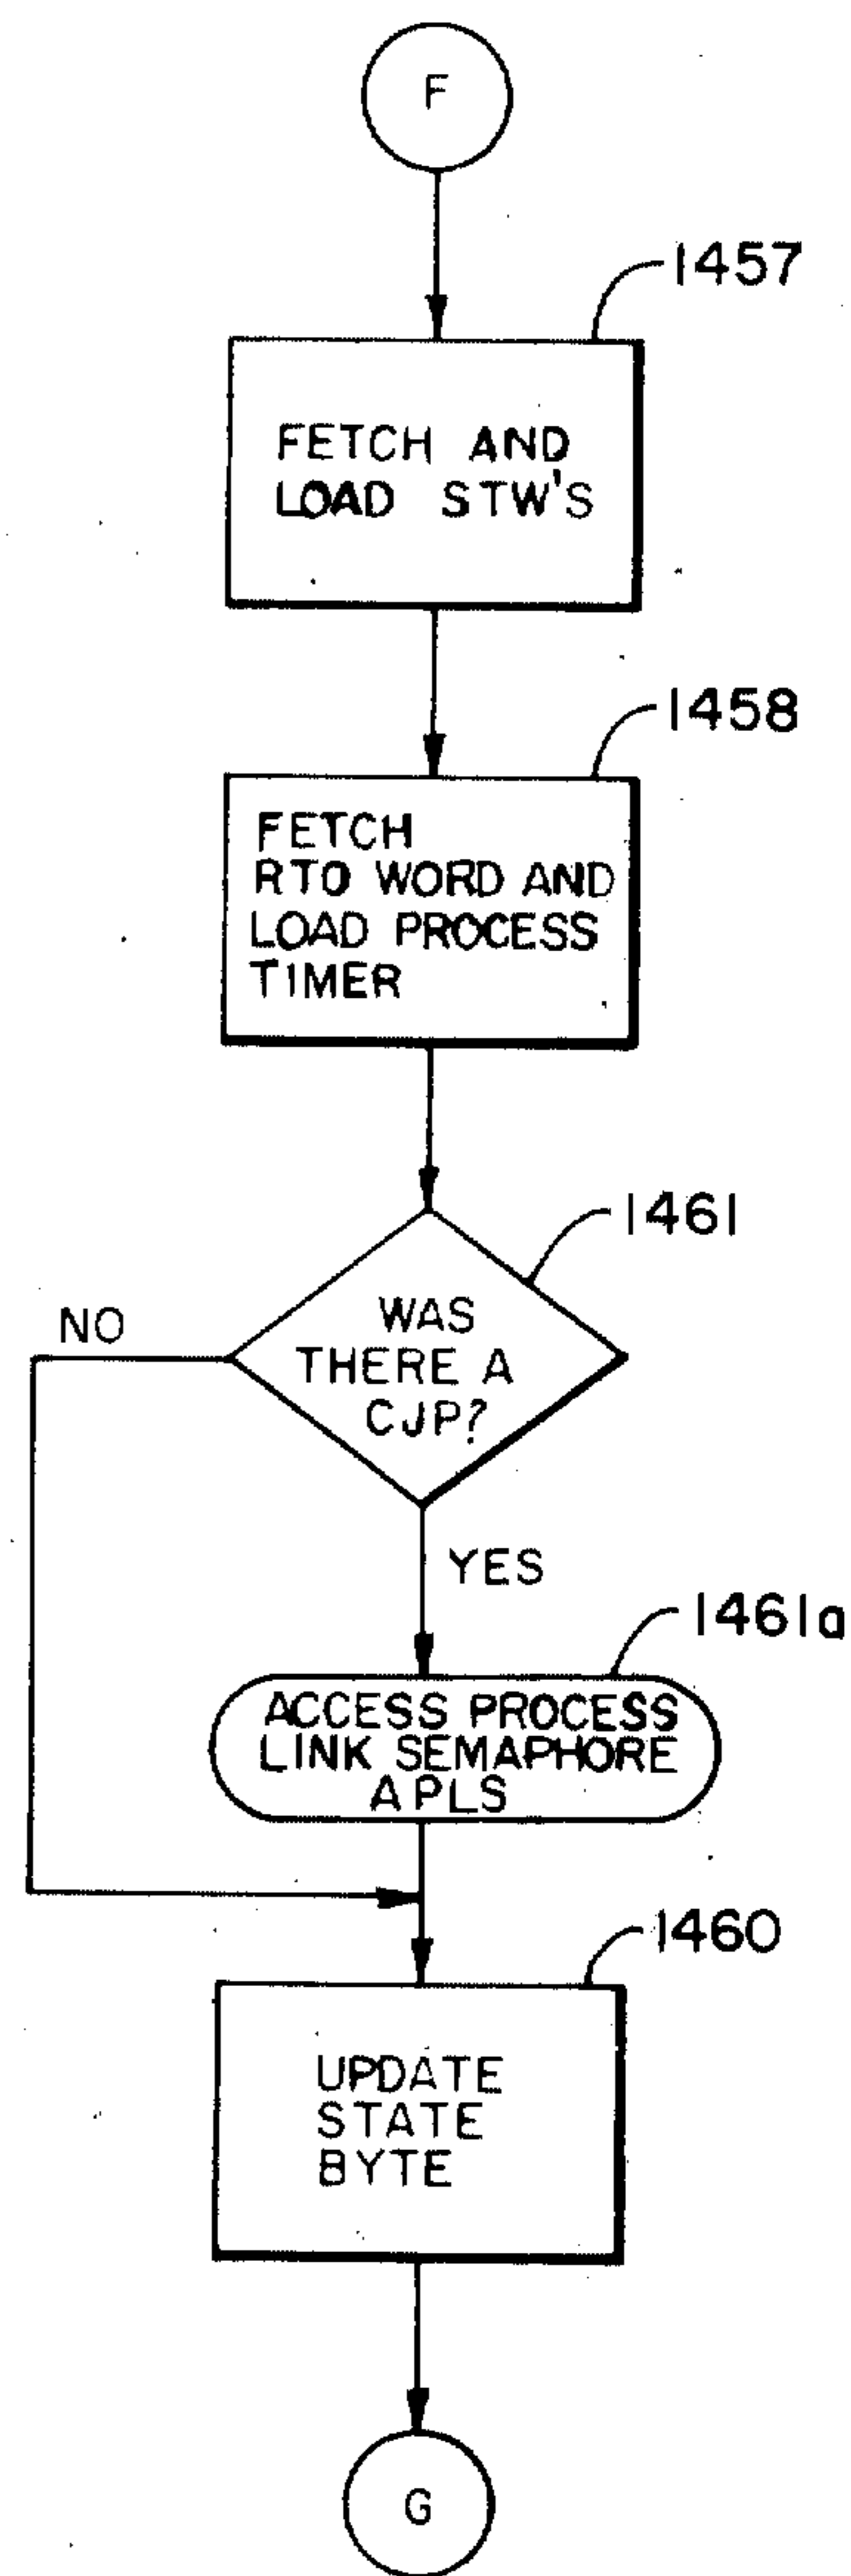 F
1457
FETCH AND
LOAD STW'S
1458
FETCH
RTO WORD AND
LOAD PROCESS
TIMER
1461
WAS
THERE A
CJP?
NO
YES
1461a
ACCESS PROCESS
LINK SEMAPHORE
APLS
1460
UPDATE
STATE
BYTE
G